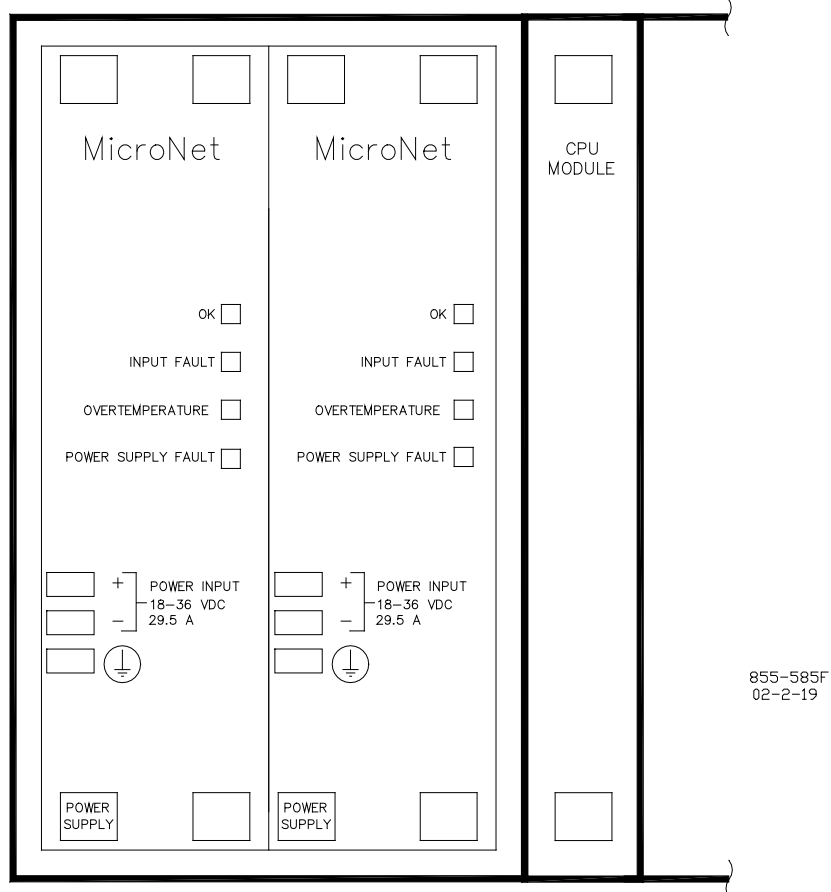 MicroNet
OK
INPUT FAULT
OVERTEMPERATURE
POWER SUPPLY FAULT
+
POWER INPUT
18-36 VDC
29.5 A
-
POWER
SUPPLY
MicroNet
OK
INPUT FAULT
OVERTEMPERATURE
POWER SUPPLY FAULT
+
POWER INPUT
18-36 VDC
29.5 A
-
POWER
SUPPLY
CPU
MODULE
855-585F
02-2-19